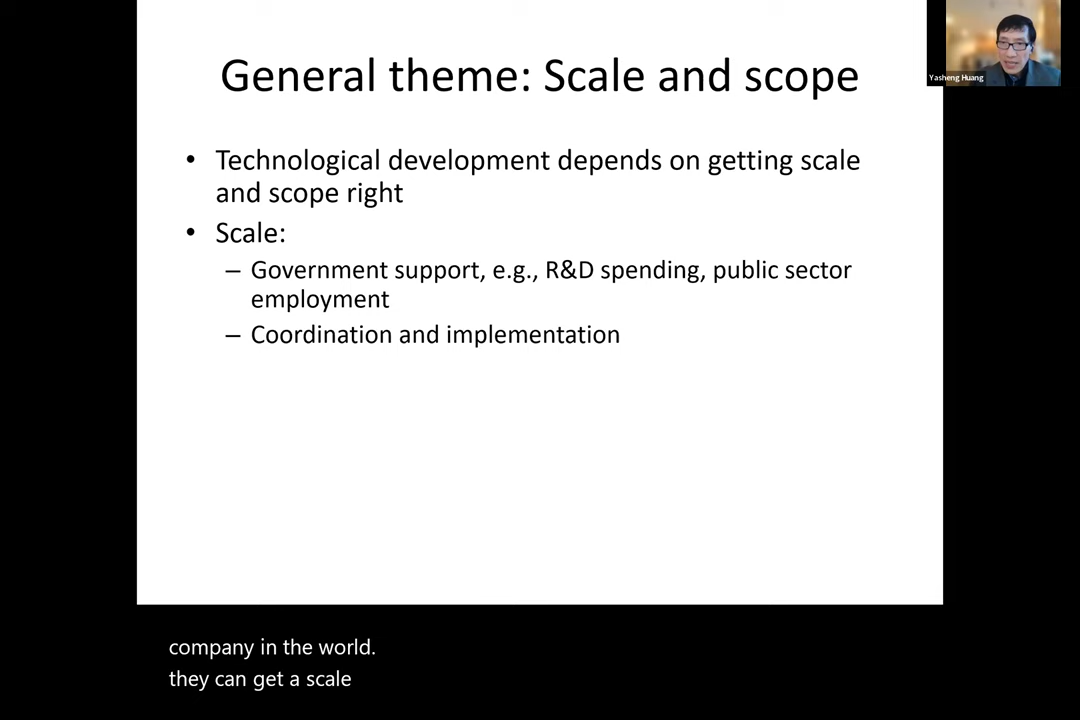 General theme: Scale and scope
Yasheng Huang
• Technological development depends on getting scale
and scope right
• Scale:
– Government support, e.g., R&D spending, public sector
employment
– Coordination and implementation
company in the world.
they can get a scale